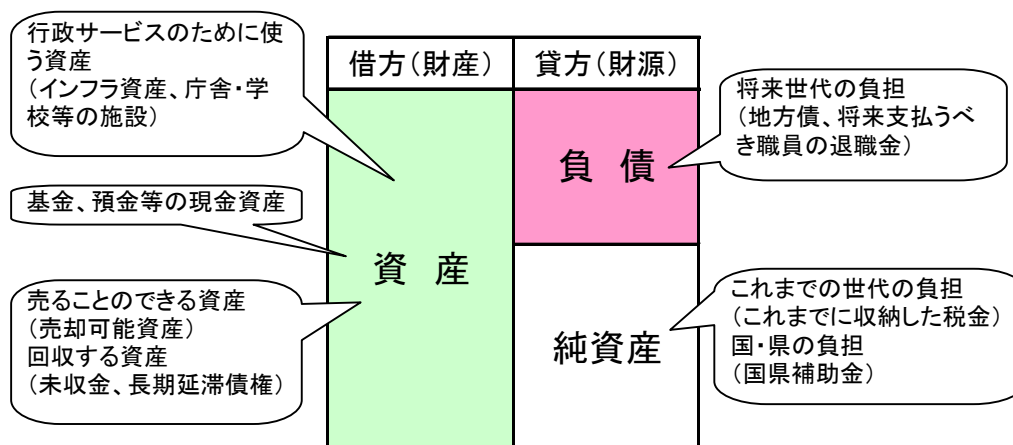 行政サービスのために使
う資産
(インフラ資産、庁舎・学
校等の施設)
基金、預金等の現金資産
売ることのできる資産
(売却可能資産)
回収する資産
(未収金、長期延滞債権)
借方(財産)
貸方(財源)
資 産
負 債
純資産
将来世代の負担
(地方債、将来支払うべ
き職員の退職金)
これまでの世代の負担
(これまでに収納した税金)
国・県の負担
(国県補助金)